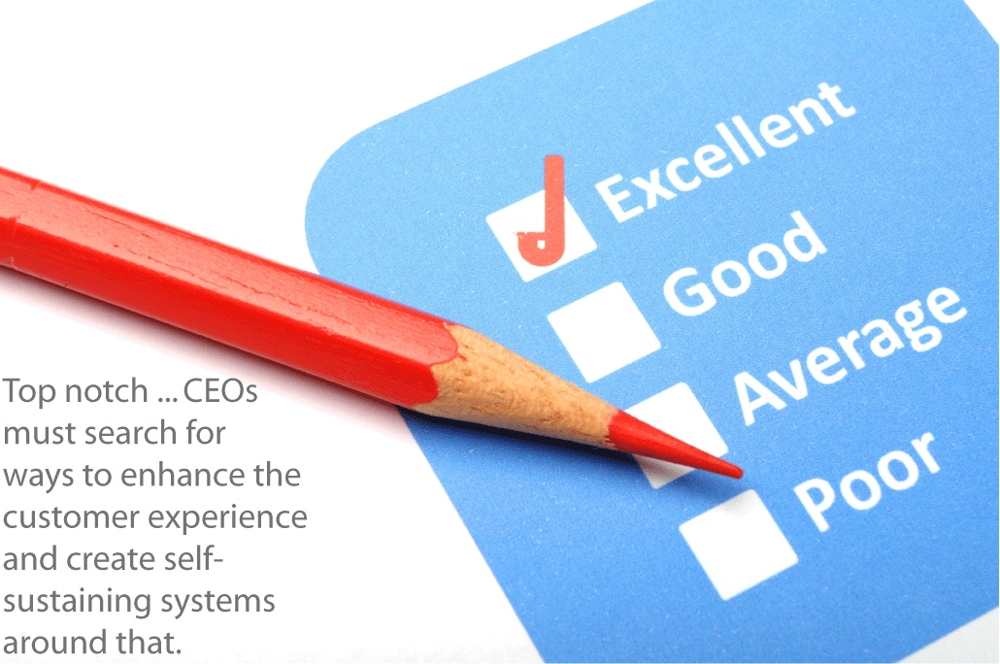 Excellent
Good
Average
Poor
Top notch ... CEOs
must search for
ways to enhance the
customer experience
and create self-
sustaining systems
around that.